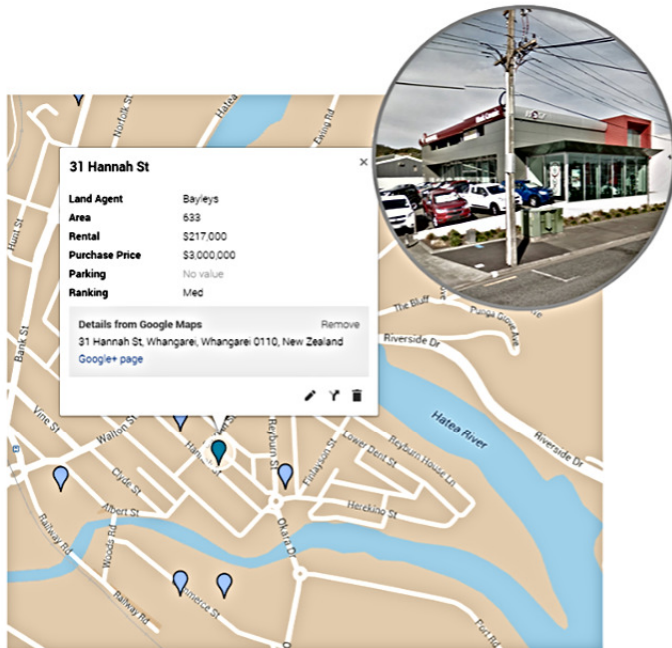 31 Hannah St
Land Agent Bayleys
Area 633
Rental $217,000
Purchase Price $3,000,000
Parking No value
Ranking Med
Details from Google Maps Remove
31 Hannah St, Whangarei, Whangarei 0110, New Zealand
Google+ page
Norfolk St
Hatea
Ewing Rd
Hunt St
Bank St
The Bluff
Punga Grove Ave
Riverside Dr
Hatea River
Riverside Dr
Vine St
Walton St
Reyburn St
Lower Dent St
Reyburn House Ln
Finlayson St
Clyde St
Albert St
Herekino St
Okara Dr
Railway Rd
Woods Rd
Railway Rd
Port Rd